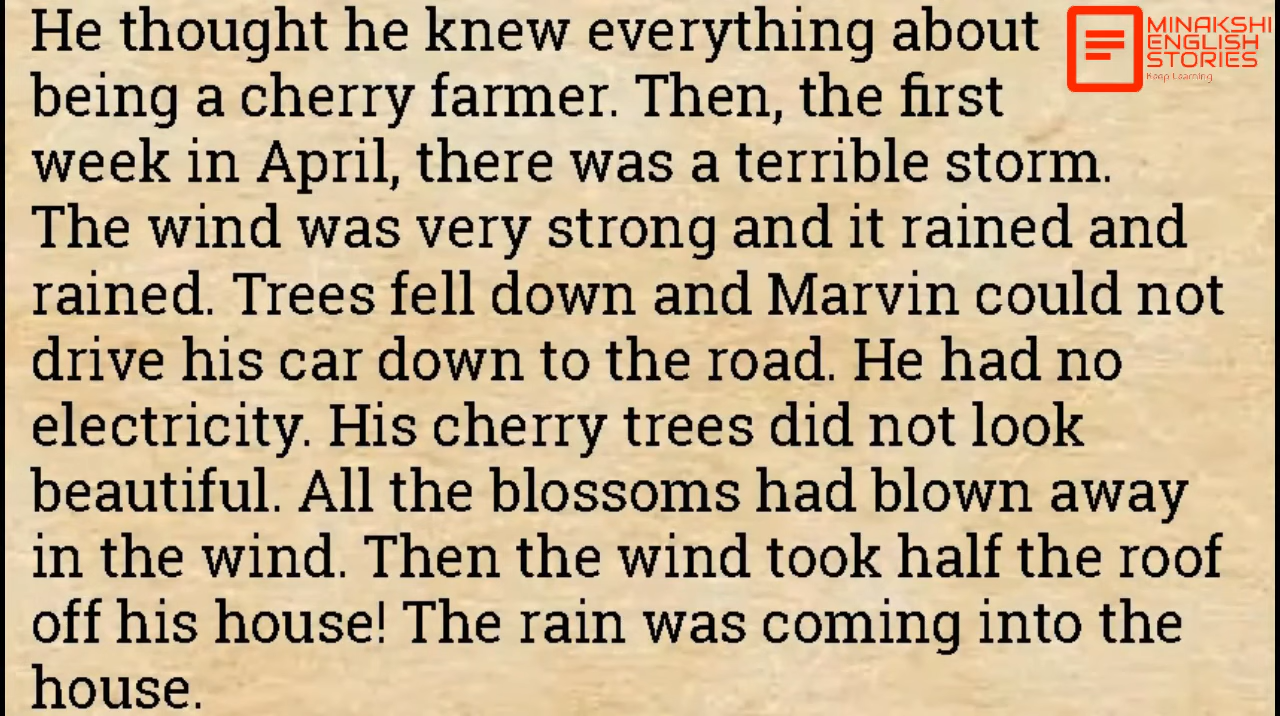 He thought he knew everything about
being a cherry farmer. Then, the first
week in April, there was a terrible storm.
The wind was very strong and it rained and
rained. Trees fell down and Marvin could not
drive his car down to the road. He had no
electricity. His cherry trees did not look
beautiful. All the blossoms had blown away
in the wind. Then the wind took half the roof
off his house! The rain was coming into the
house.
MINAKSHI
ENGLISH
STORIES
Keep Learning